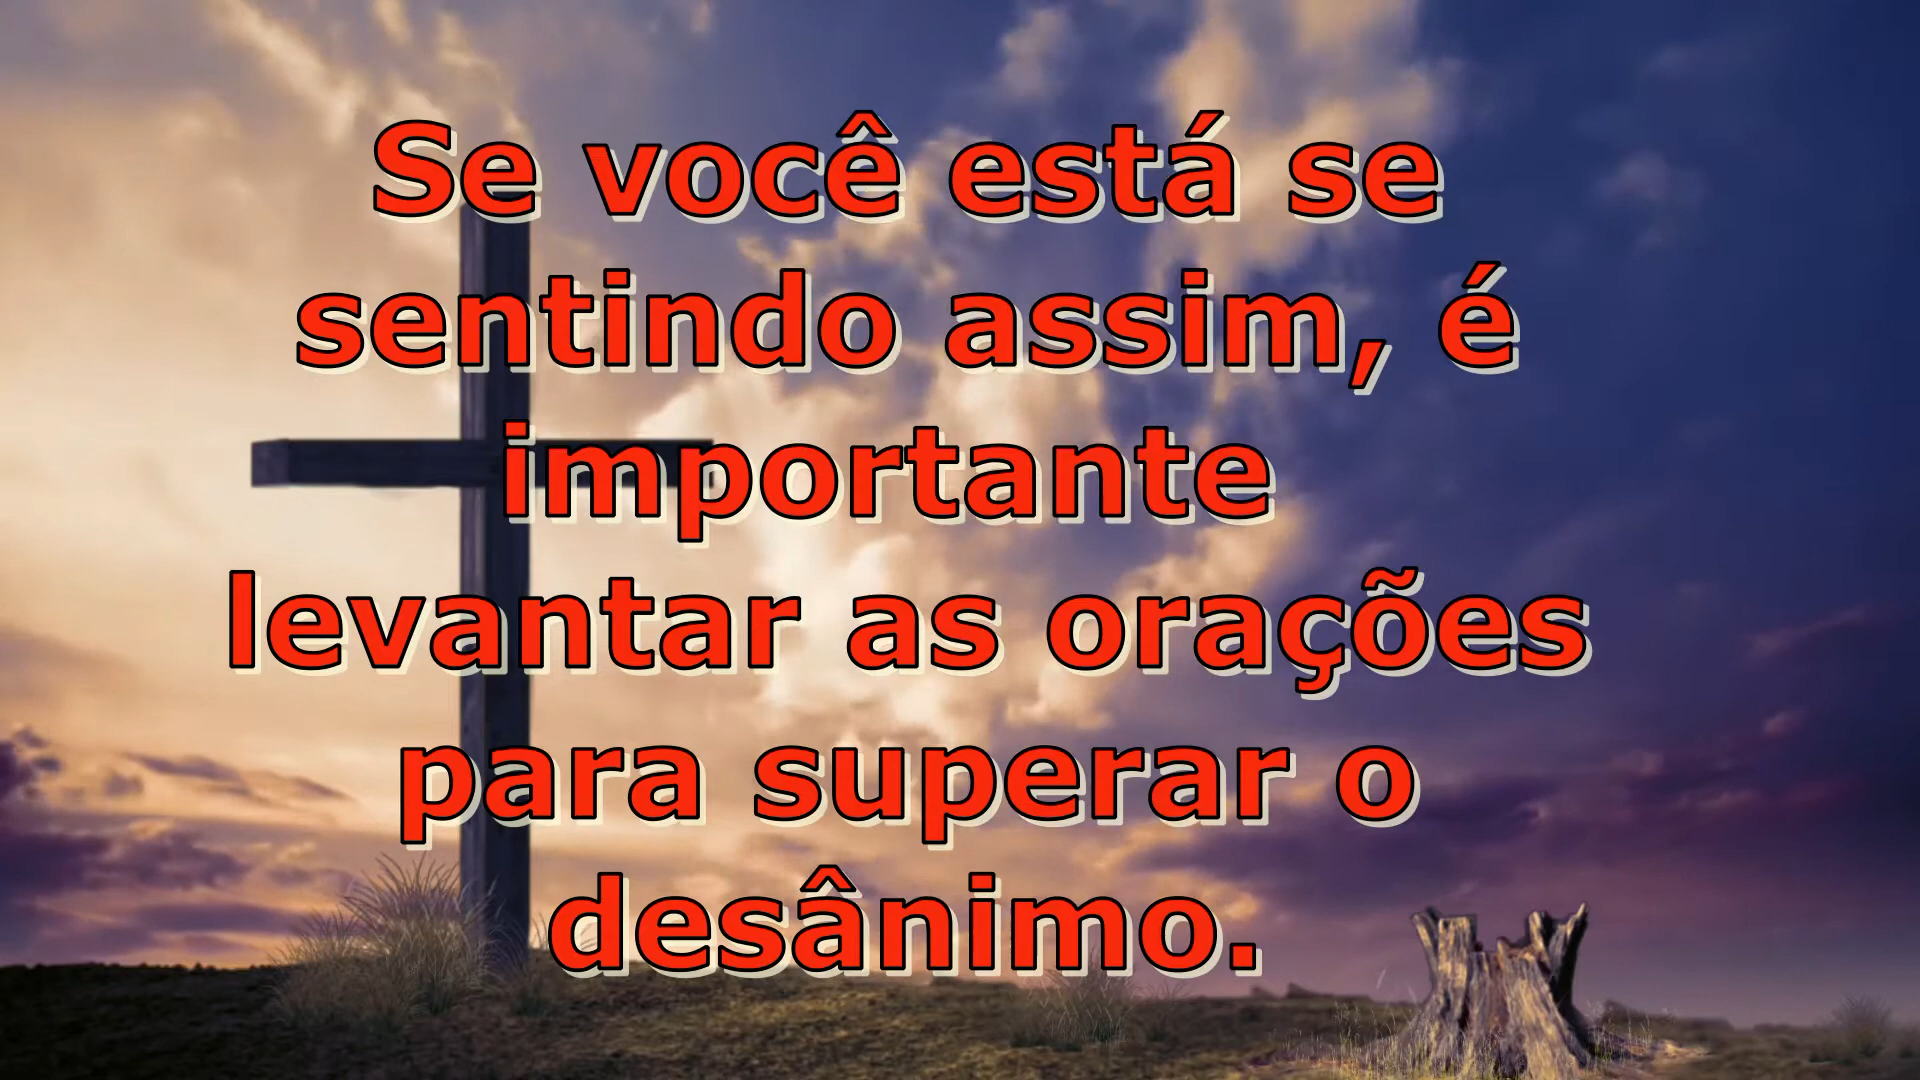 Se você está se
sentindo assim, é
importante
levantar as orações
para superar o
desânimo.